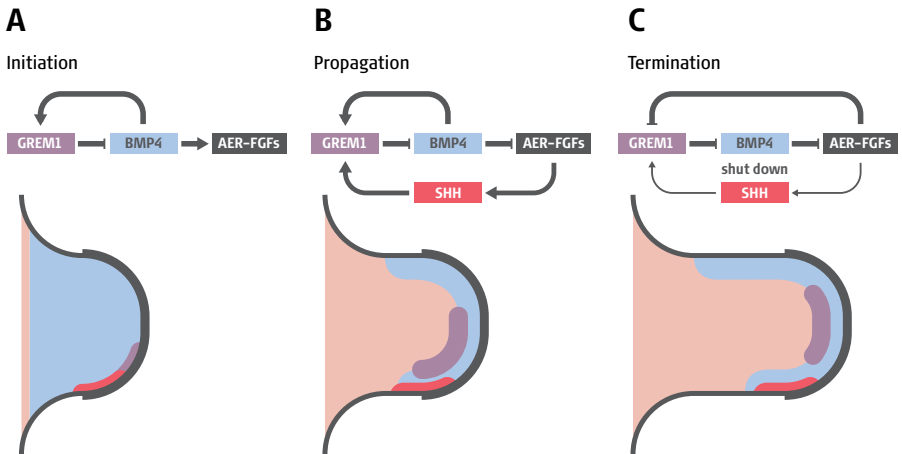 A
Initiation
GREM1 BMP4 AER–FGFs
B
Propagation
GREM1 BMP4 AER–FGFs
SHH
C
Termination
GREM1 BMP4 AER–FGFs
shut down
SHH